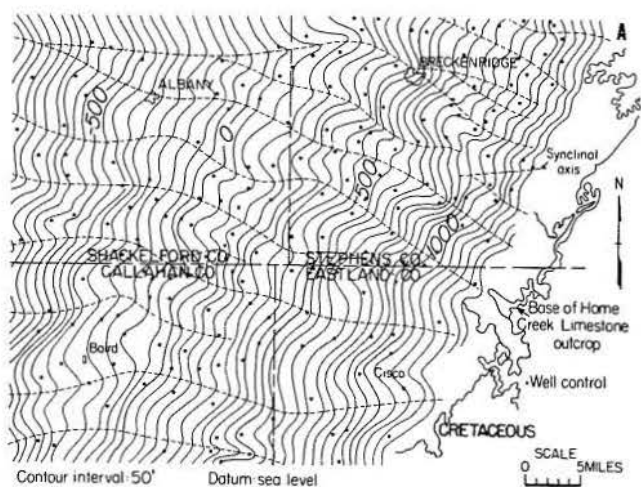 A
BRECKENRIDGE
ALBANY
-500
0
500
1000
Synclinal
axis
N
SHACKELFORD CO.
STEPHENS CO.
CALLAHAN CO.
EASTLAND CO.
Base of Home
Creek Limestone
outcrop
Baird
Cisco
Well control
CRETACEOUS
SCALE
0 5MILES
Contour interval: 50' Datum: sea level